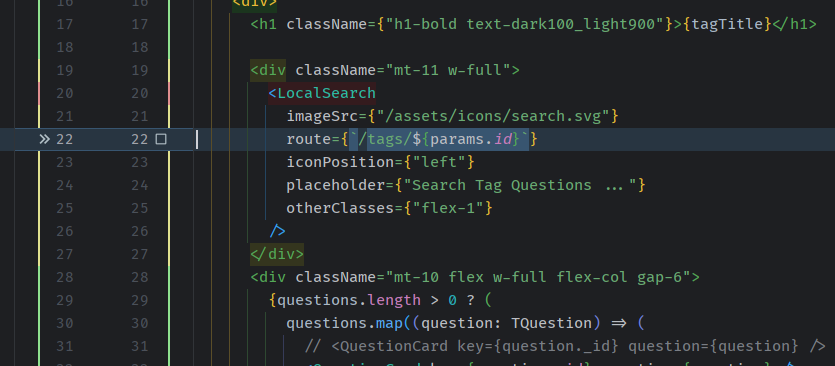 16 16 <div>
17 17 <h1 className={"h1-bold text-dark100_light900"}>{tagTitle}</h1>
18 18
19 19 <div className="mt-11 w-full">
20 20 <LocalSearch
21 21 imageSrc={"/assets/icons/search.svg"}
22 22 route={`/tags/${params.id}`}
23 23 iconPosition={"left"}
24 24 placeholder={"Search Tag Questions ..."}
25 25 otherClasses={"flex-1"}
26 26 />
27 27 </div>
28 28 <div className="mt-10 flex w-full flex-col gap-6">
29 29 {questions.length > 0 ? (
30 30 questions.map((question: TQuestion) => (
31 31 // <QuestionCard key={question._id} question={question} />